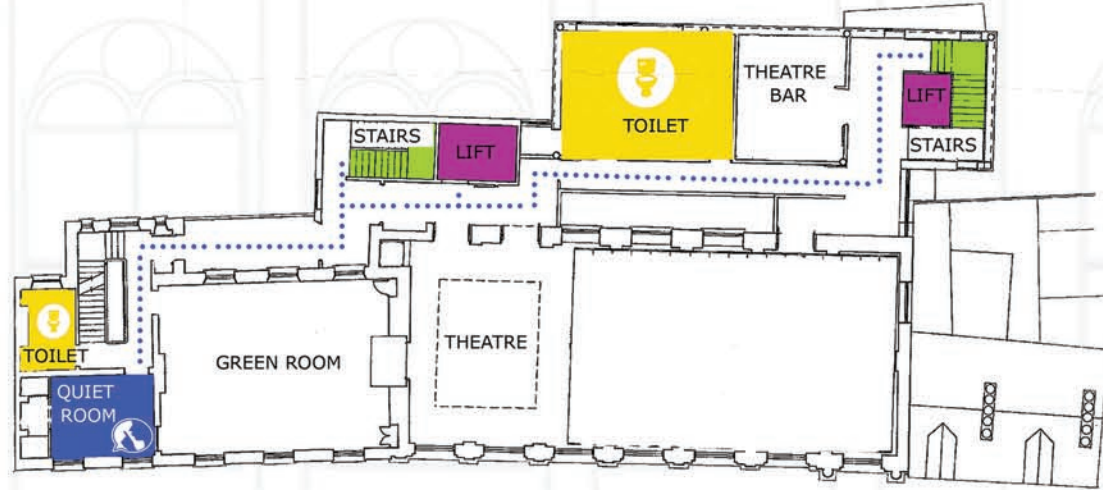 THEATRE
BAR
TOILET
LIFT
STAIRS
STAIRS
LIFT
TOILET
QUIET
ROOM
GREEN ROOM
THEATRE